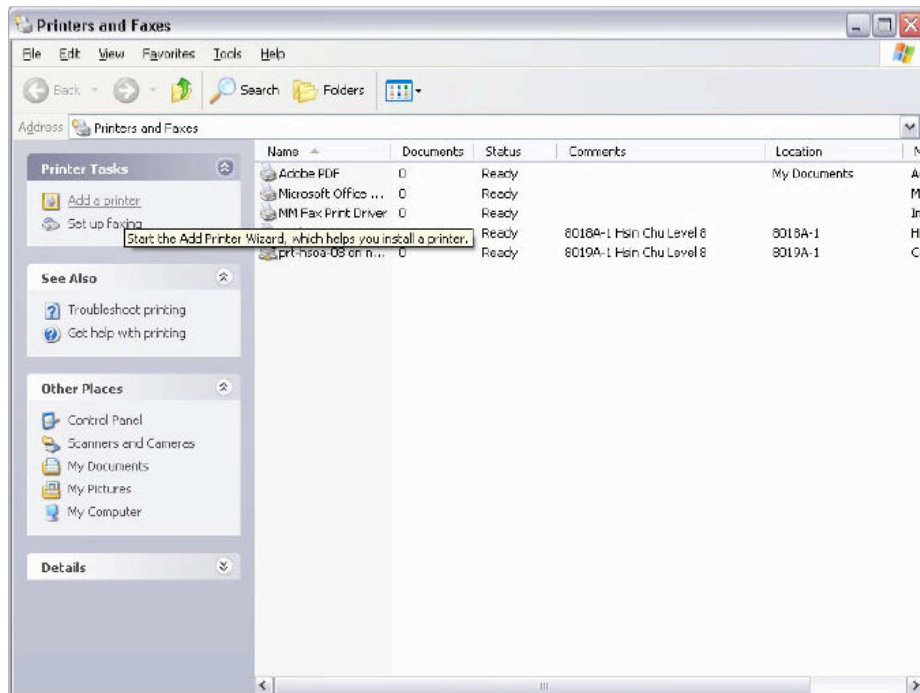 Printers and Faxes
File Edit View Favorites Tools Help
Back Search Folders
Address Printers and Faxes
Printer Tasks
Add a printer
Set up faxing
Start the Add Printer Wizard, which helps you install a printer.
See Also
Troubleshoot printing
Get help with printing
Other Places
Control Panel
Scanners and Cameras
My Documents
My Pictures
My Computer
Details
Name Documents Status Comments Location
Adobe PDF 0 Ready My Documents
Microsoft Office ... 0 Ready
MM Fax Print Driver 0 Ready
Ready 8018A-1 Hsin Chu Level 8 8018A-1
prt-hsoa-08 on n... 0 Ready 8019A-1 Hsin Chu Level 8 8019A-1